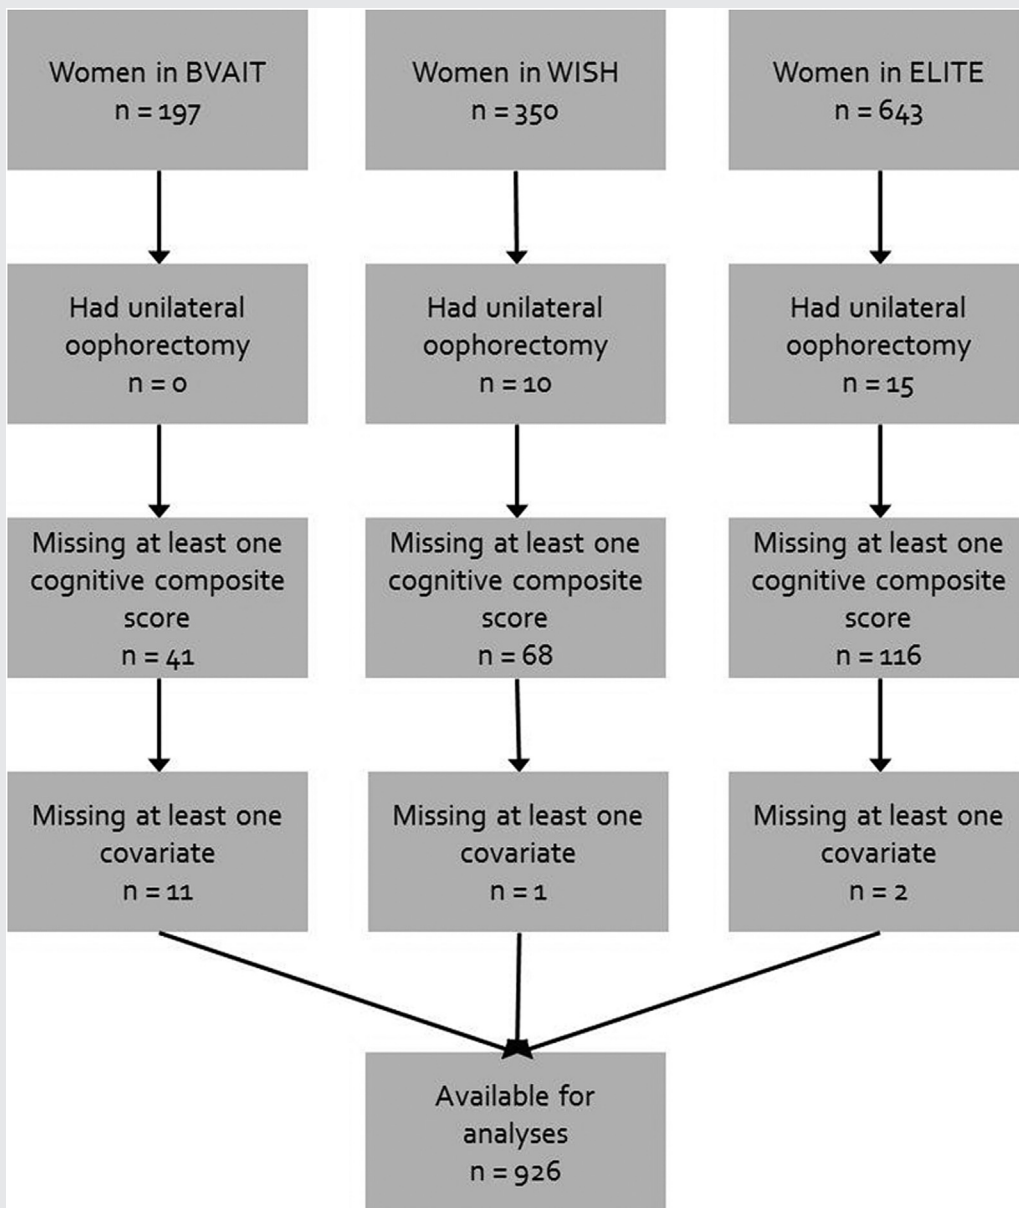 Women in BVAIT
n = 197
Women in WISH
n = 350
Women in ELITE
n = 643
Had unilateral
oophorectomy
n = 0
Had unilateral
oophorectomy
n = 10
Had unilateral
oophorectomy
n = 15
Missing at least one
cognitive composite
score
n = 41
Missing at least one
cognitive composite
score
n = 68
Missing at least one
cognitive composite
score
n = 116
Missing at least one
covariate
n = 11
Missing at least one
covariate
n = 1
Missing at least one
covariate
n = 2
Available for
analyses
n = 926